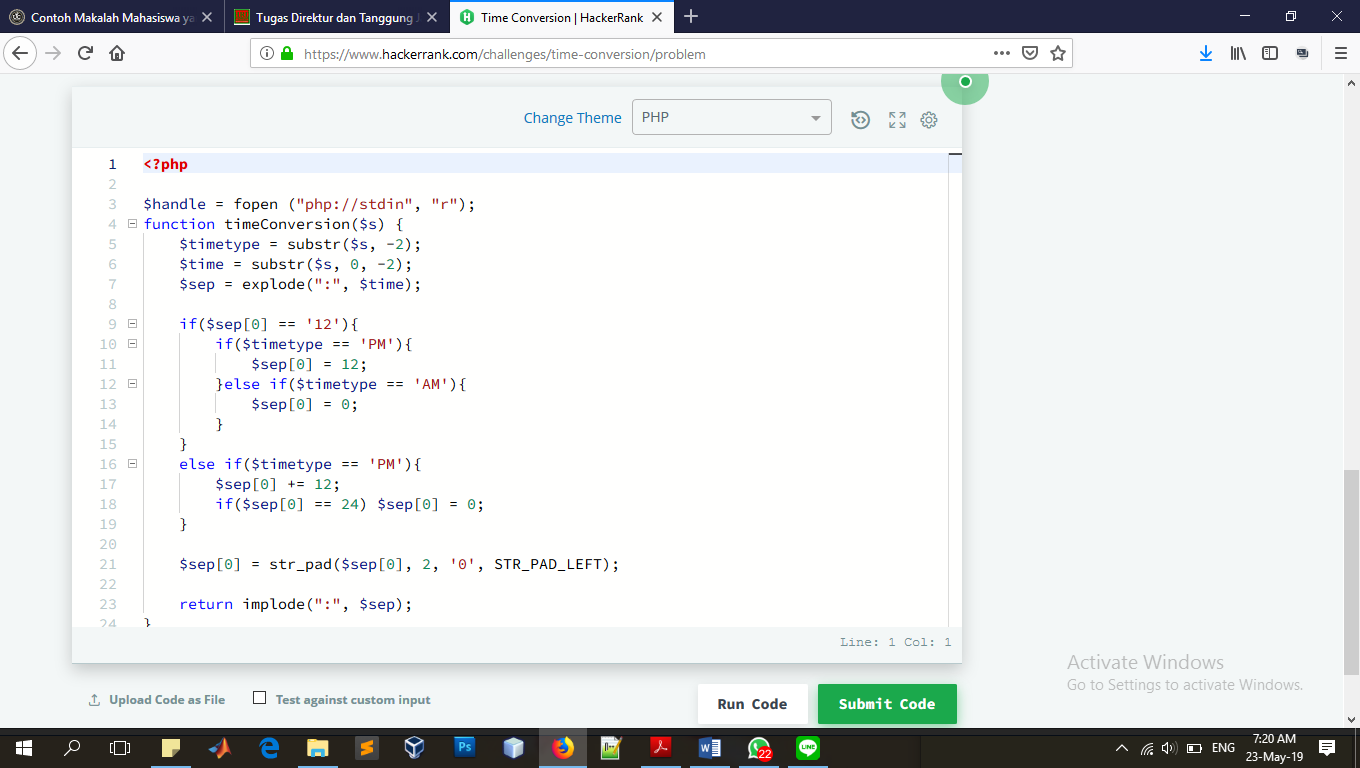 Contoh Makalah Mahasiswa ya
Tugas Direktur dan Tanggung J
Time Conversion | HackerRank
https://www.hackerrank.com/challenges/time-conversion/problem
Change Theme
PHP
1 <?php
2
3 $handle = fopen ("php://stdin", "r");
4 function timeConversion($s) {
5 $timetype = substr($s, -2);
6 $time = substr($s, 0, -2);
7 $sep = explode(":", $time);
8
9 if($sep[0] == '12'){
10 if($timetype == 'PM'){
11 $sep[0] = 12;
12 }else if($timetype == 'AM'){
13 $sep[0] = 0;
14 }
15 }
16 else if($timetype == 'PM'){
17 $sep[0] += 12;
18 if($sep[0] == 24) $sep[0] = 0;
19 }
20
21 $sep[0] = str_pad($sep[0], 2, '0', STR_PAD_LEFT);
22
23 return implode(":", $sep);
24 }
Line: 1 Col: 1
Upload Code as File
Test against custom input
Run Code
Submit Code
Activate Windows
Go to Settings to activate Windows.
Ps
22
LINE
ENG
7:20 AM
23-May-19